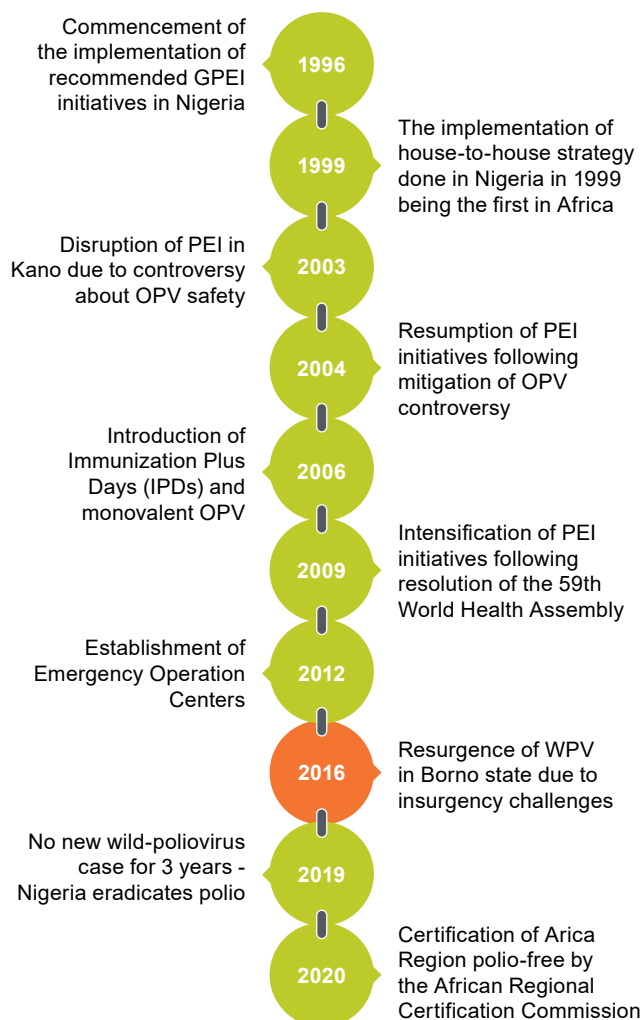 Commencement of
the implementation of
recommended GPEI
initiatives in Nigeria
1996
1999
The implementation of
house-to-house strategy
done in Nigeria in 1999
being the first in Africa
Disruption of PEI in
Kano due to controversy
about OPV safety
2003
2004
Resumption of PEI
initiatives following
mitigation of OPV
controversy
Introduction of
Immunization Plus
Days (IPDs) and
monovalent OPV
2006
2009
Intensification of PEI
initiatives following
resolution of the 59th
World Health Assembly
Establishment of
Emergency Operation
Centers
2012
2016
Resurgence of WPV
in Borno state due to
insurgency challenges
No new wild-poliovirus
case for 3 years -
Nigeria eradicates polio
2019
2020
Certification of Arica
Region polio-free by
the African Regional
Certification Commission